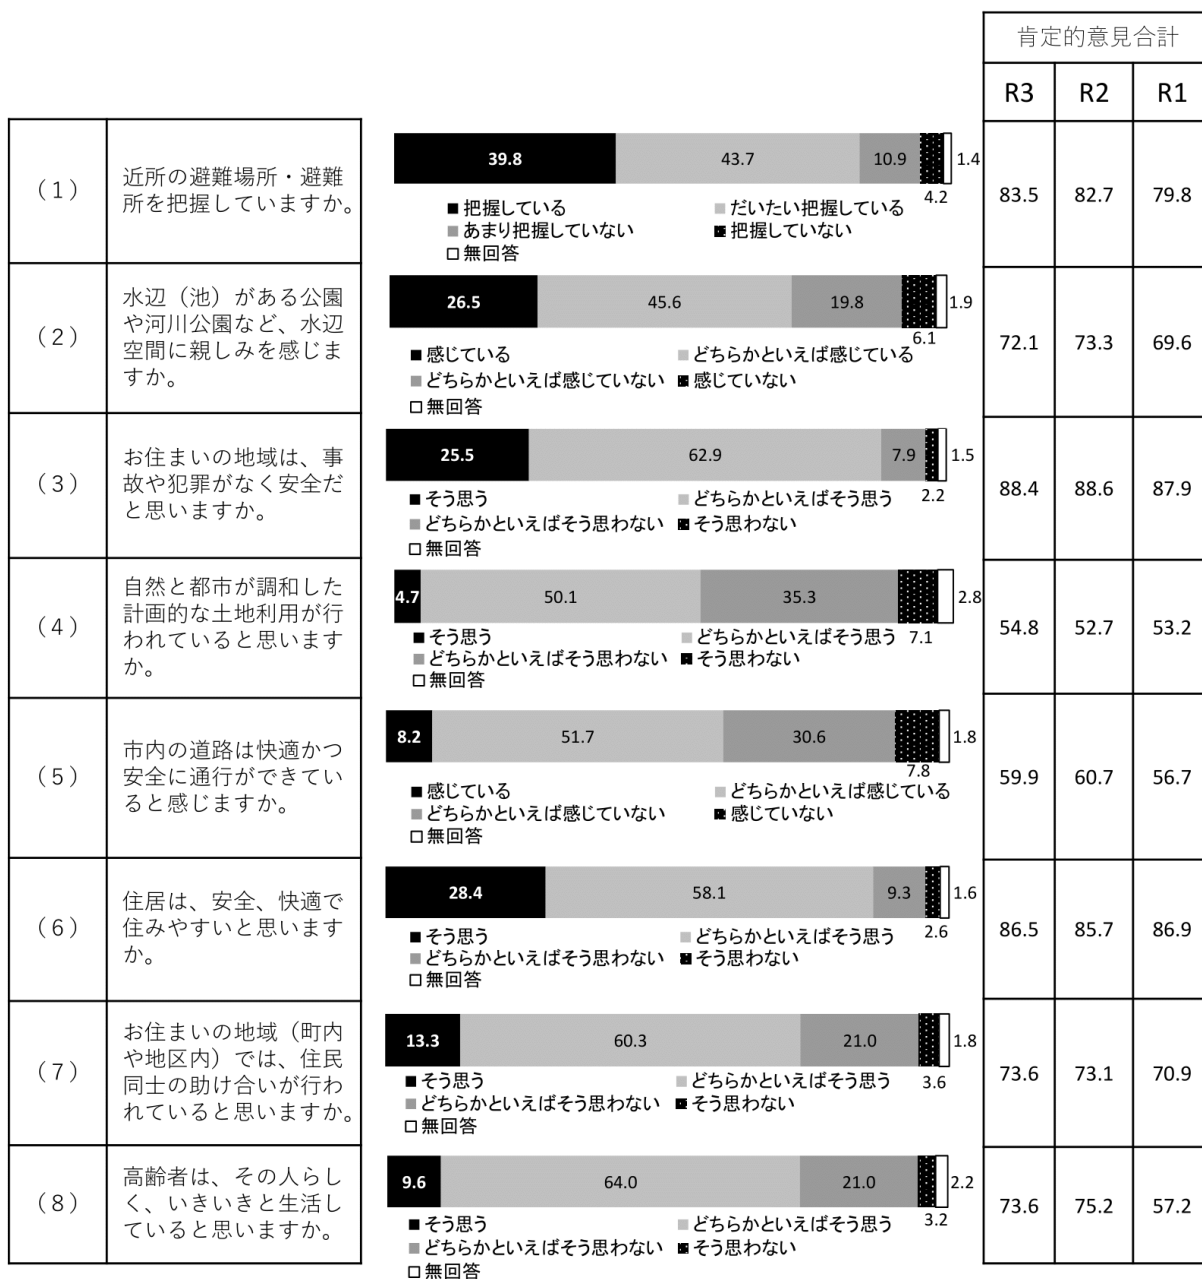 肯定的意見合計
R3 R2 R1
（１） 近所の避難場所・避難
所を把握していますか。
39.8 43.7 10.9 4.2 1.4
■把握している ■だいたい把握している
■あまり把握していない ■把握していない
□無回答
83.5 82.7 79.8
（２） 水辺（池）がある公園
や河川公園など、水辺
空間に親しみを感じま
すか。
26.5 45.6 19.8 6.1 1.9
■感じている ■どちらかといえば感じている
■どちらかといえば感じていない ■感じていない
□無回答
72.1 73.3 69.6
（３） お住まいの地域は、事
故や犯罪がなく安全だ
と思いますか。
25.5 62.9 7.9 2.2 1.5
■そう思う ■どちらかといえばそう思う
■どちらかといえばそう思わない ■そう思わない
□無回答
88.4 88.6 87.9
（４） 自然と都市が調和した
計画的な土地利用が行
われていると思います
か。
4.7 50.1 35.3 7.1 2.8
■そう思う ■どちらかといえばそう思う
■どちらかといえばそう思わない ■そう思わない
□無回答
54.8 52.7 53.2
（５） 市内の道路は快適かつ
安全に通行ができてい
ると感じますか。
8.2 51.7 30.6 7.8 1.8
■感じている ■どちらかといえば感じている
■どちらかといえば感じていない ■感じていない
□無回答
59.9 60.7 56.7
（６） 住居は、安全、快適で
住みやすいと思います
か。
28.4 58.1 9.3 2.6 1.6
■そう思う ■どちらかといえばそう思う
■どちらかといえばそう思わない ■そう思わない
□無回答
86.5 85.7 86.9
（７） お住まいの地域（町内
や地区内）では、住民
同士の助け合いが行わ
れていると思いますか。
13.3 60.3 21.0 3.6 1.8
■そう思う ■どちらかといえばそう思う
■どちらかといえばそう思わない ■そう思わない
□無回答
73.6 73.1 70.9
（８） 高齢者は、その人らし
く、いきいきと生活し
ていると思いますか。
9.6 64.0 21.0 3.2 2.2
■そう思う ■どちらかといえばそう思う
■どちらかといえばそう思わない ■そう思わない
□無回答
73.6 75.2 57.2